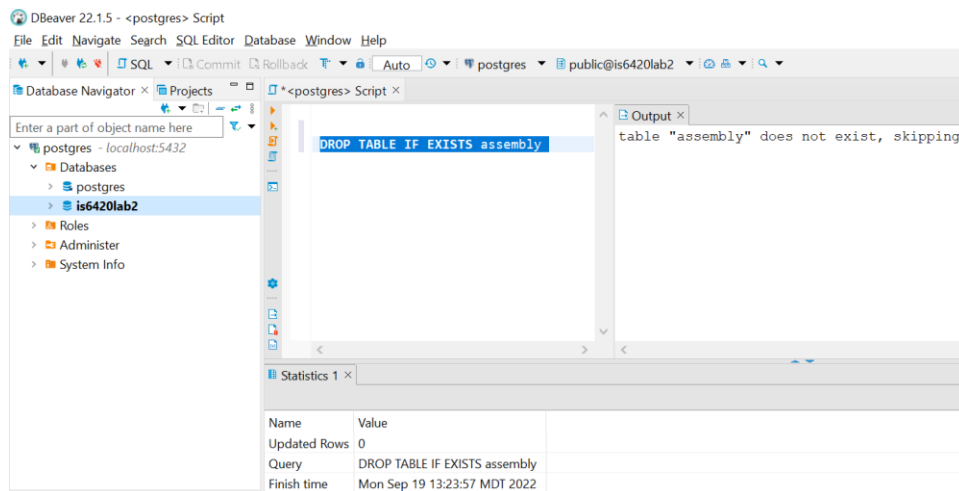 DBeaver 22.1.5 - <postgres> Script
File Edit Navigate Search SQL Editor Database Window Help
SQL Commit Rollback Auto postgres public@is6420lab2
Database Navigator Projects
*<postgres> Script
Enter a part of object name here
postgres - localhost:5432
Databases
postgres
is6420lab2
Roles
Administer
System Info
DROP TABLE IF EXISTS assembly
Output
table "assembly" does not exist, skipping
Statistics 1
Name Value
Updated Rows 0
Query DROP TABLE IF EXISTS assembly
Finish time Mon Sep 19 13:23:57 MDT 2022